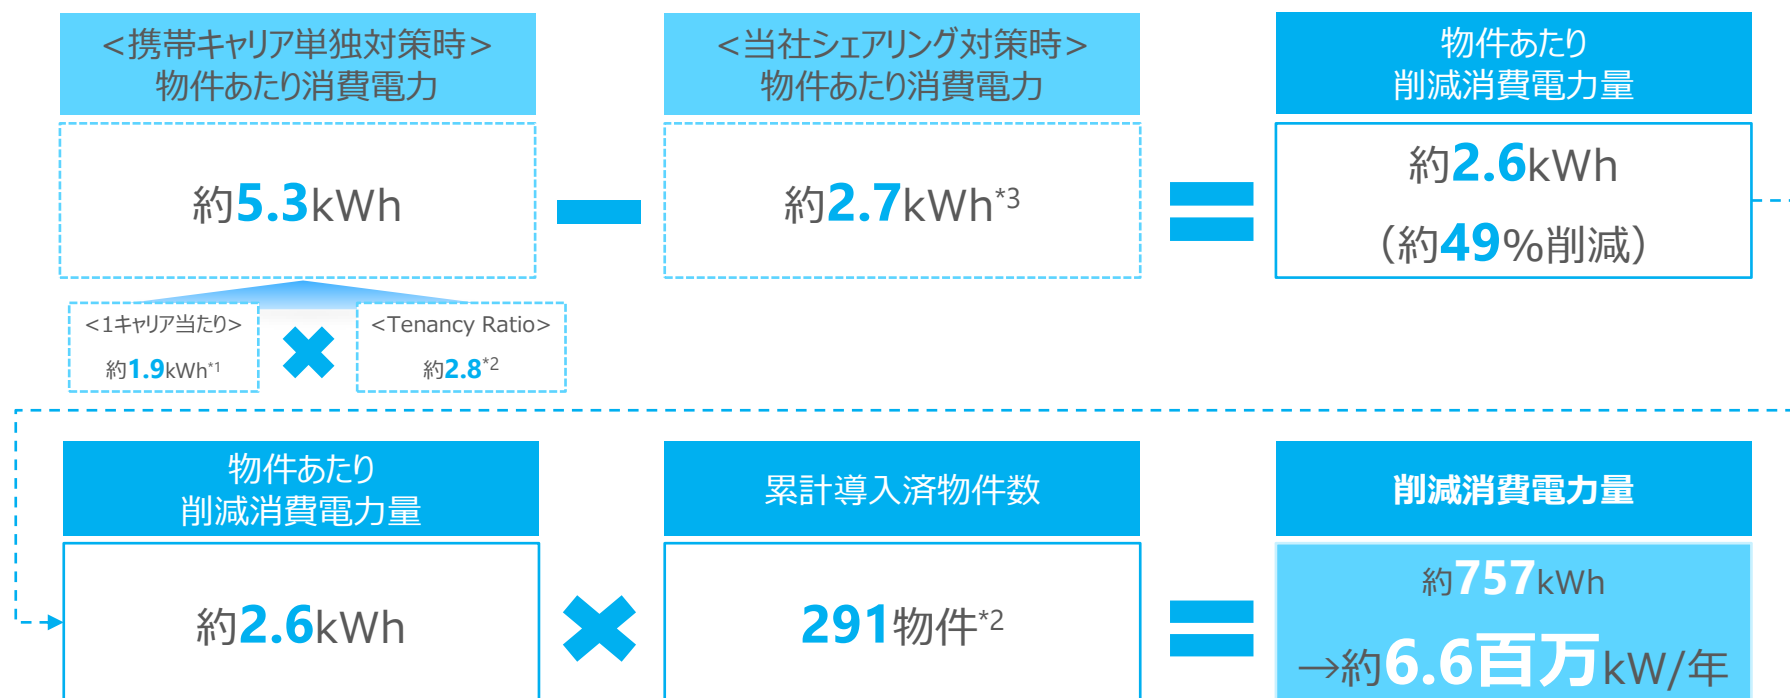 <携帯キャリア単独対策時>
物件あたり消費電力
<当社シェアリング対策時>
物件あたり消費電力
物件あたり
削減消費電力量
約5.3kWh
約2.7kWh*3
約2.6kWh
（約49%削減）
<1キャリア当たり>
約1.9kWh*1
<Tenancy Ratio>
約2.8*2
物件あたり
削減消費電力量
累計導入済物件数
削減消費電力量
約2.6kWh
291物件*2
約757kWh
→約6.6百万kW/年